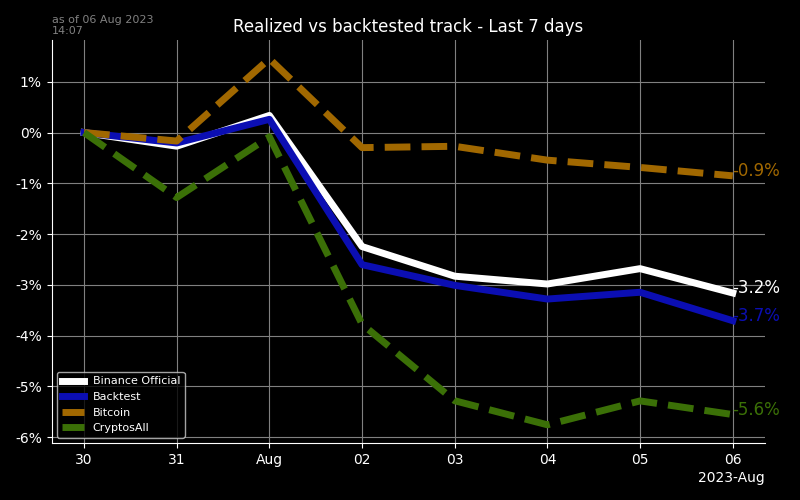 as of 06 Aug 2023
14:07
Realized vs backtested track - Last 7 days
1%
0%
-1%
-2%
-3%
-4%
-5%
-6%
-0.9%
-3.2%
-3.7%
-5.6%
Binance Official
Backtest
Bitcoin
CryptosAll
30 31 Aug 02 03 04 05 06
2023-Aug